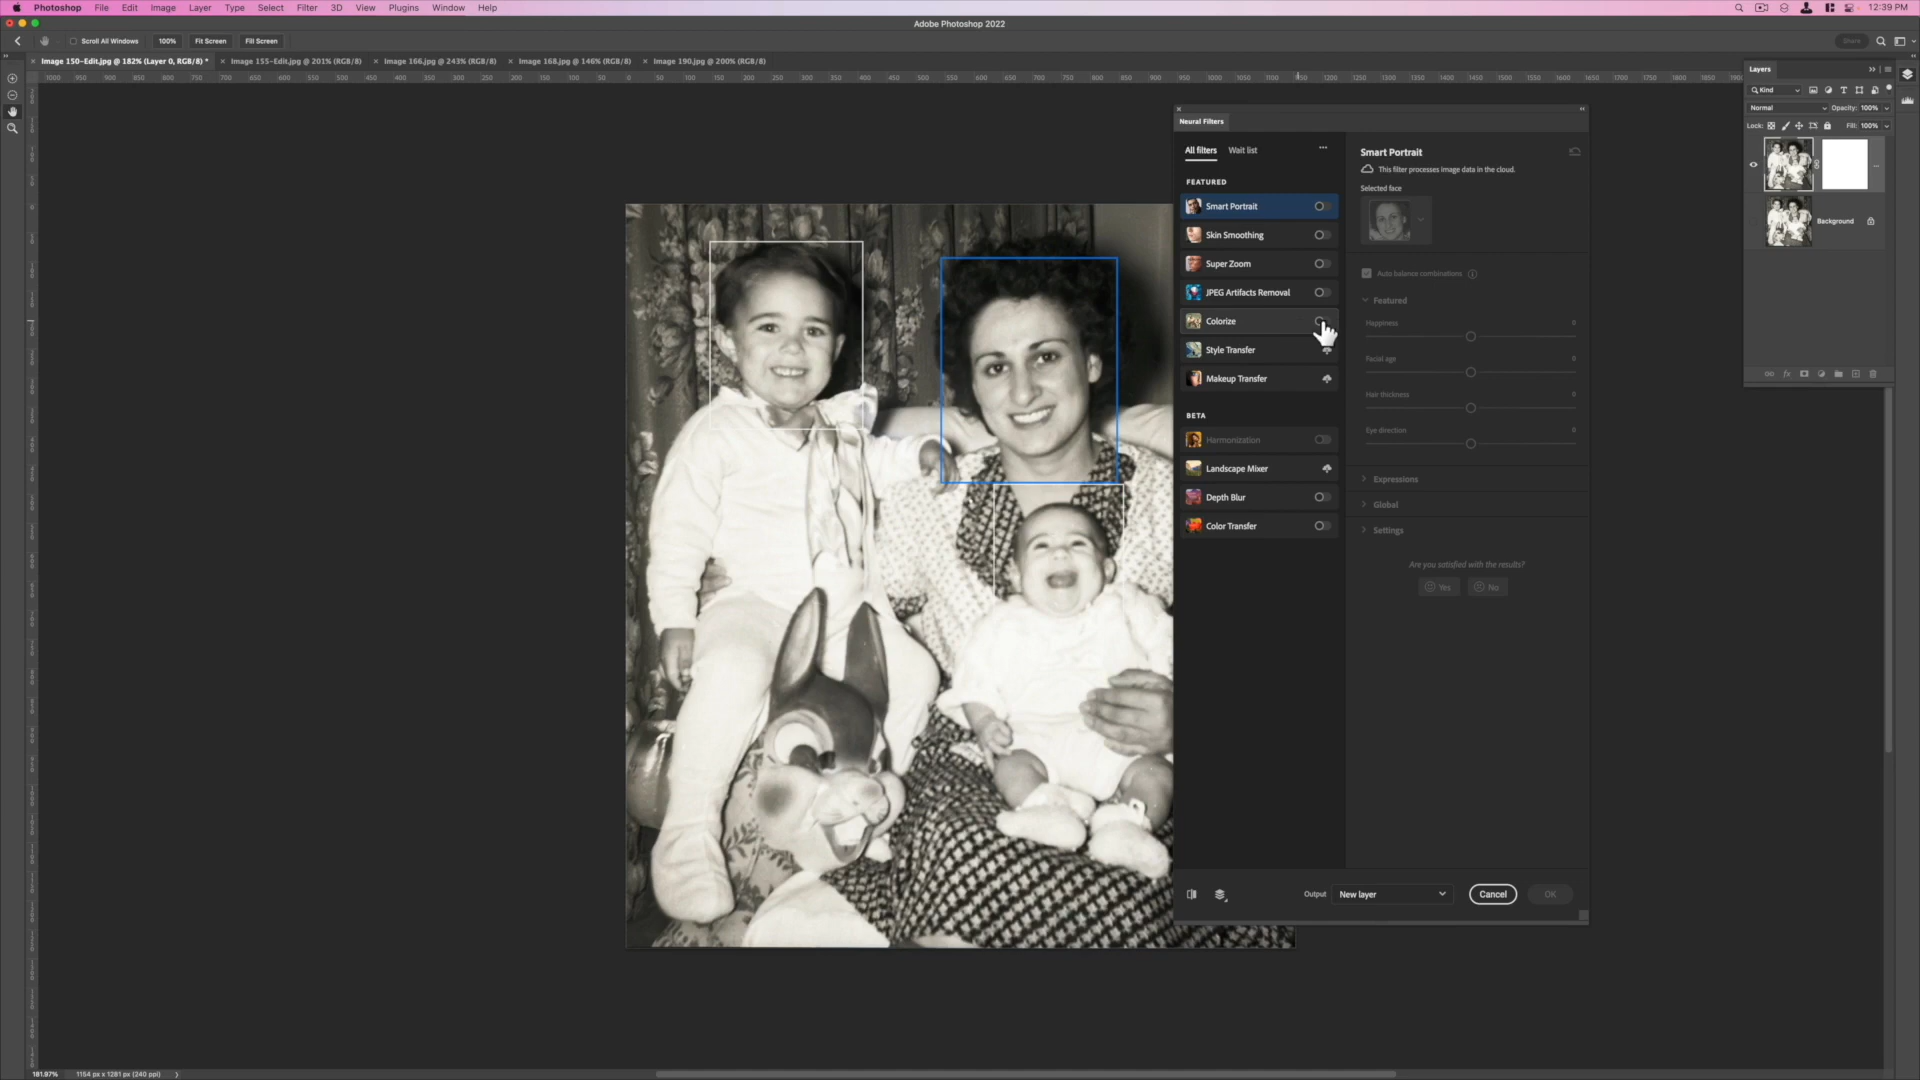 Photoshop File Edit Image Layer Type Select Filter 3D View Plugins Window Help 12:39 PM
Adobe Photoshop 2022
Scroll All Windows 100% Fit Screen Fill Screen Share
Image 150-Edit.jpg @ 182% (Layer 0, RGB/8) * Image 155-Edit.jpg @ 201% (RGB/8) Image 166.jpg @ 243% (RGB/8) Image 168.jpg @ 146% (RGB/8) Image 190.jpg @ 200% (RGB/8)
Layers
Kind
Normal Opacity: 100%
Lock: Fill: 100%
Background
Neural Filters
All filters Wait list
FEATURED
Smart Portrait
Skin Smoothing
Super Zoom
JPEG Artifacts Removal
Colorize
Style Transfer
Makeup Transfer
BETA
Harmonization
Landscape Mixer
Depth Blur
Color Transfer
Smart Portrait
This filter processes image data in the cloud.
Selected face
Auto balance combinations
Featured
Happiness 0
Facial age 0
Hair thickness 0
Eye direction 0
Expressions
Global
Settings
Are you satisfied with the results?
Yes No
Output New layer Cancel OK
181.97% 1154 px x 1281 px (240 ppi)